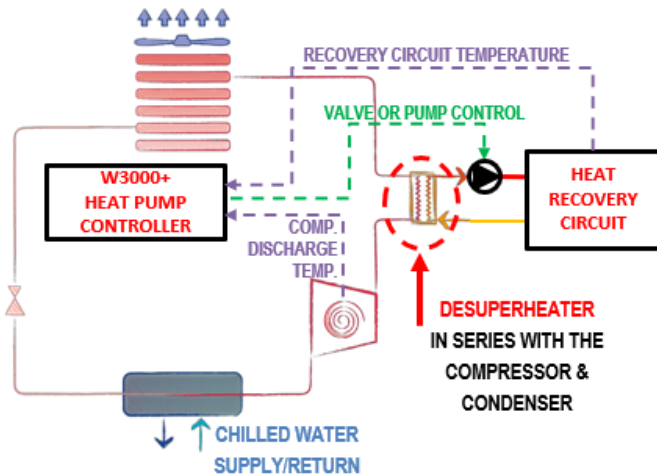 RECOVERY CIRCUIT TEMPERATURE
VALVE OR PUMP CONTROL
W3000+
HEAT PUMP
CONTROLLER
HEAT
RECOVERY
CIRCUIT
COMP.
DISCHARGE
TEMP.
DESUPERHEATER
IN SERIES WITH THE
COMPRESSOR &
CONDENSER
CHILLED WATER
SUPPLY/RETURN